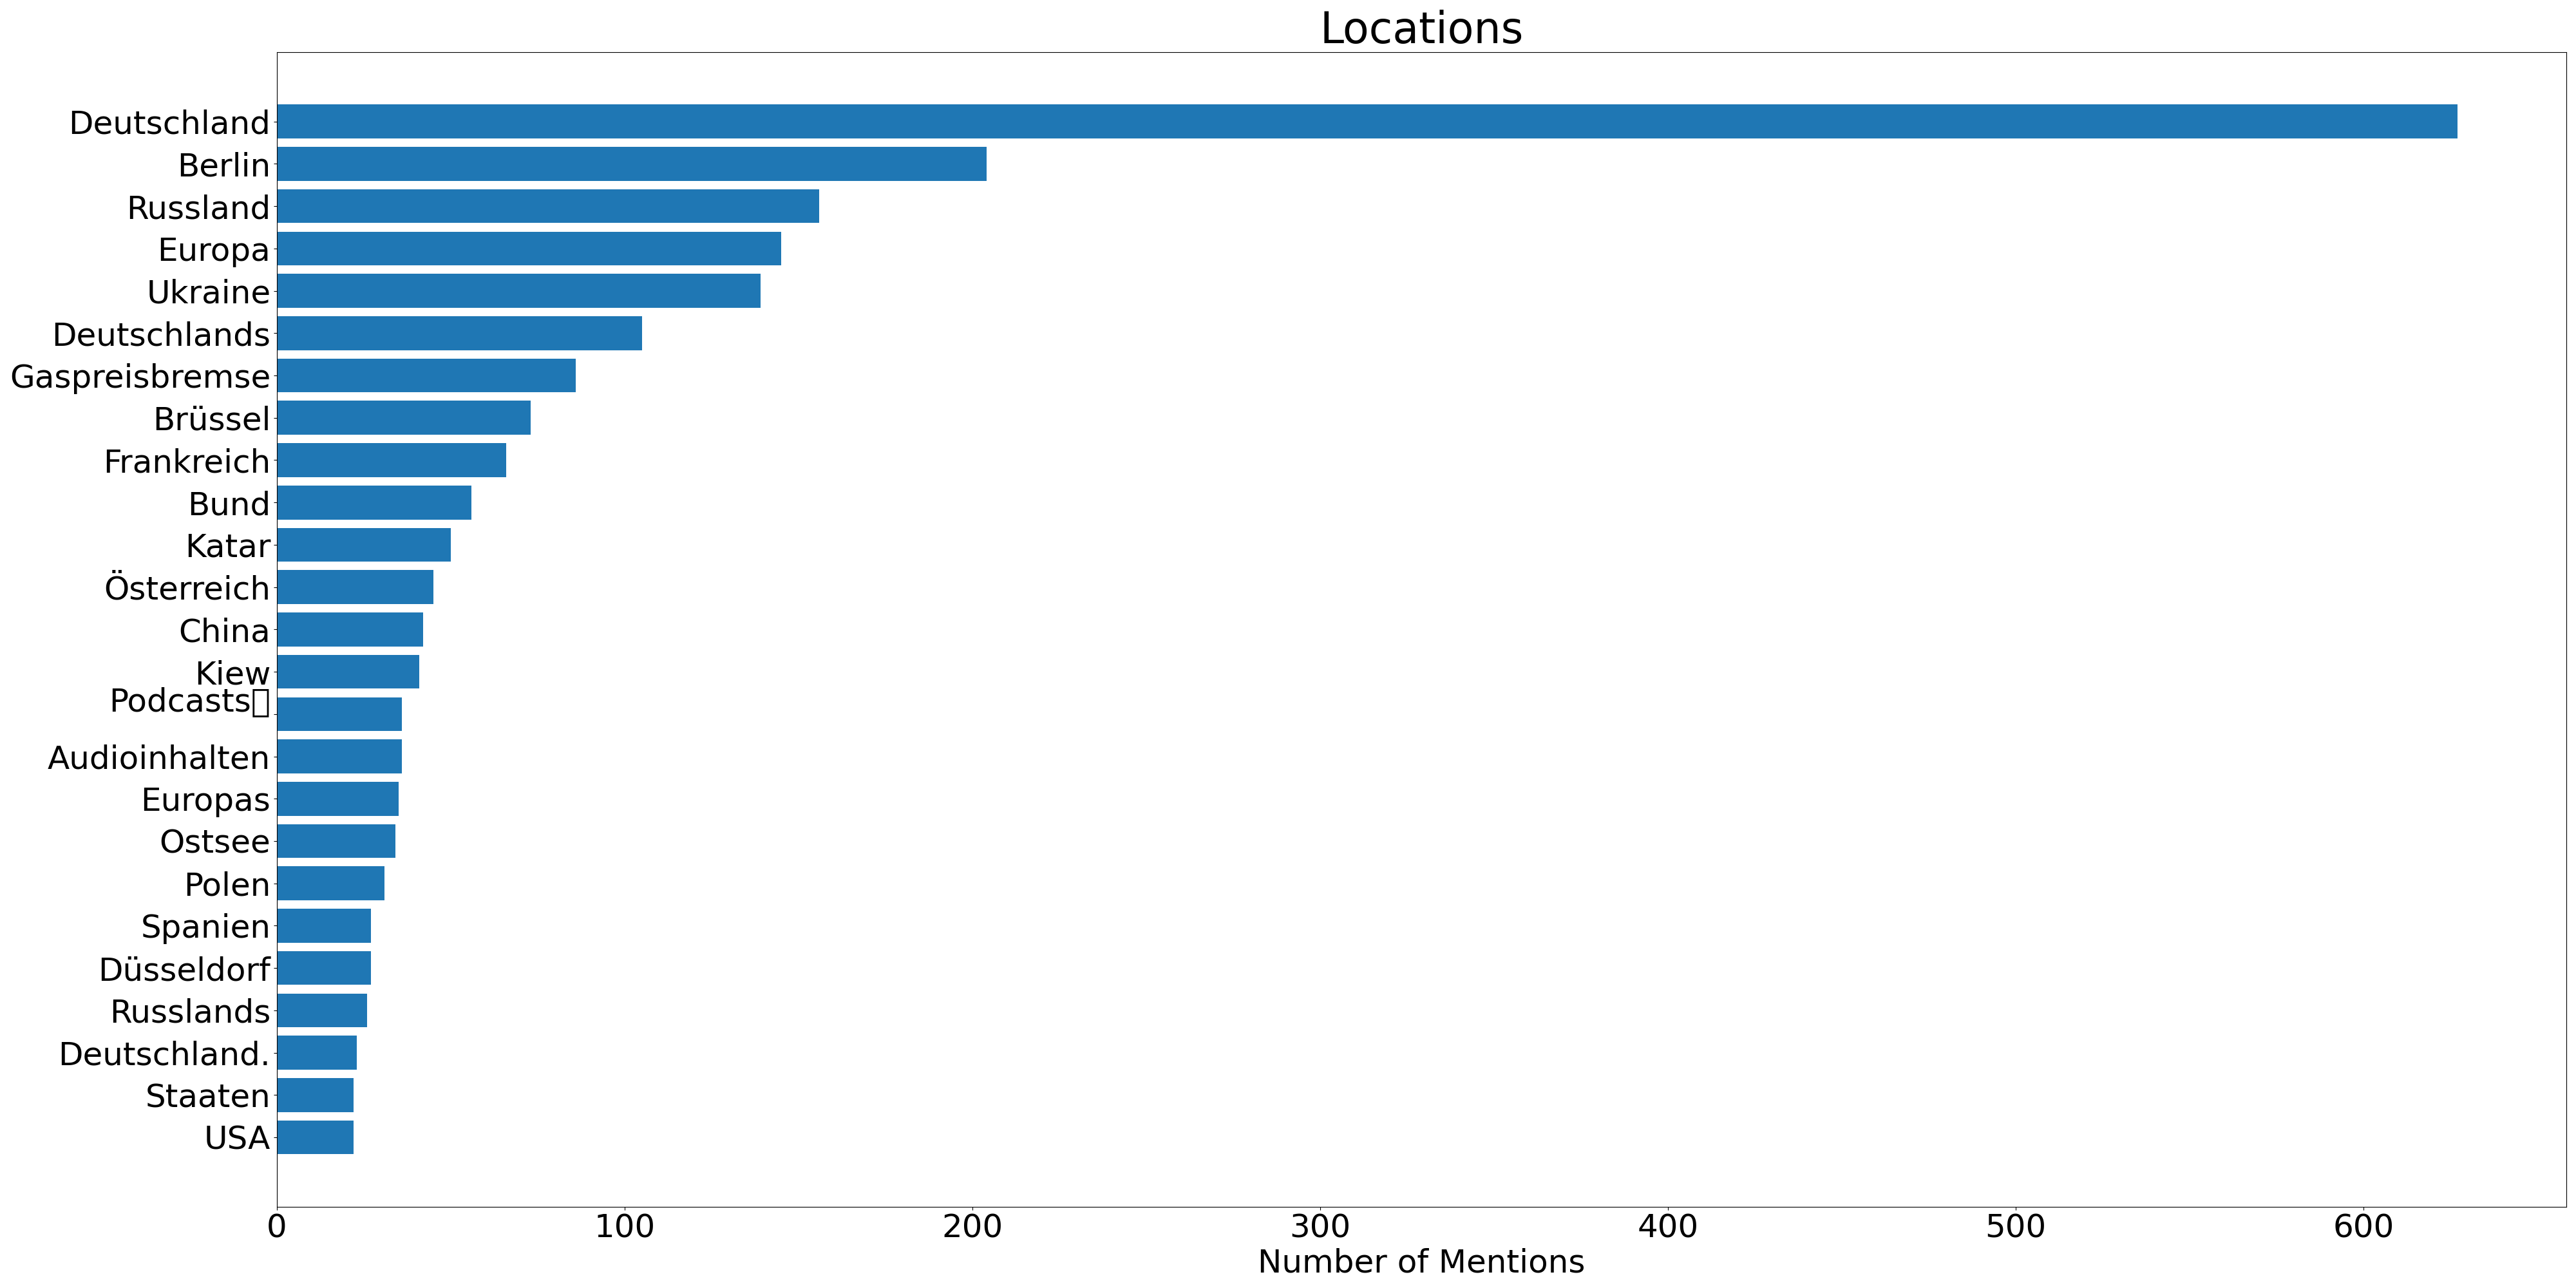 Locations
Deutschland
Berlin
Russland
Europa
Ukraine
Deutschlands
Gaspreisbremse
Brüssel
Frankreich
Bund
Katar
Österreich
China
Kiew
Podcasts
Audioinhalten
Europas
Ostsee
Polen
Spanien
Düsseldorf
Russlands
Deutschland.
Staaten
USA
0 100 200 300 400 500 600
Number of Mentions